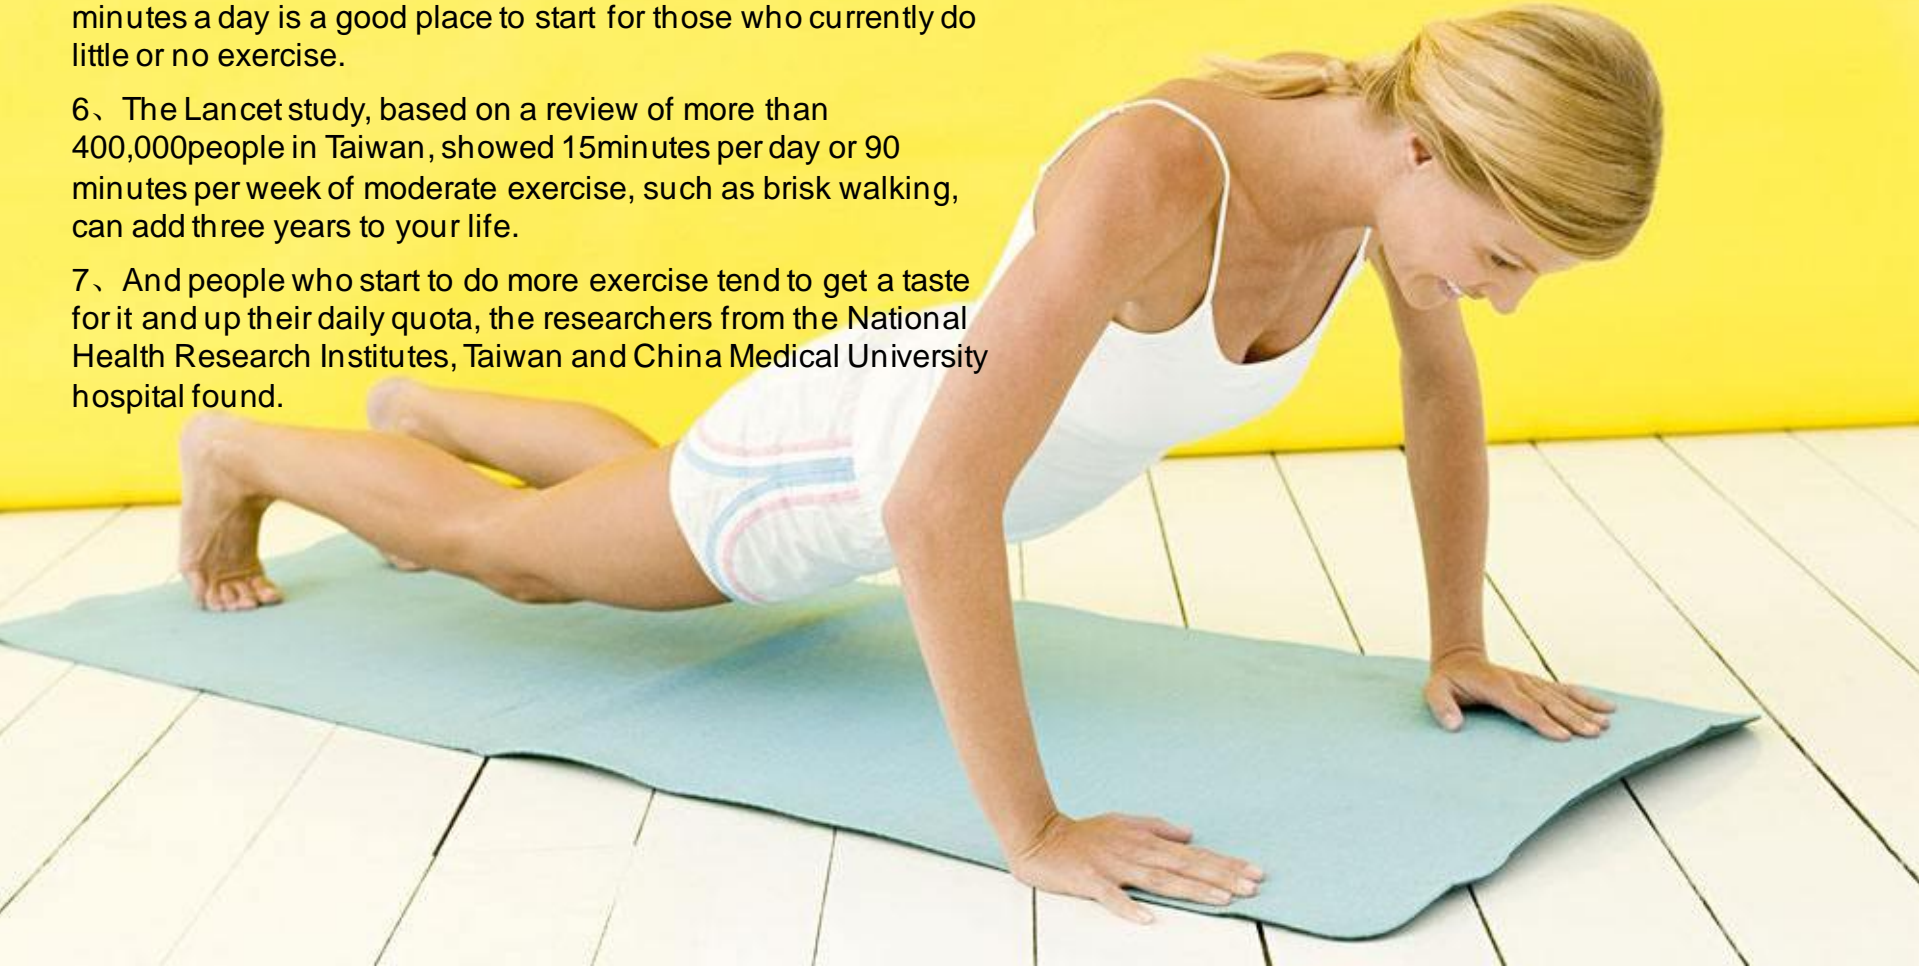 minutes a day is a good place to start for those who currently do
little or no exercise.
6、The Lancet study, based on a review of more than
400,000people in Taiwan, showed 15minutes per day or 90
minutes per week of moderate exercise, such as brisk walking,
can add three years to your life.
7、And people who start to do more exercise tend to get a taste
for it and up their daily quota, the researchers from the National
Health Research Institutes, Taiwan and China Medical University
hospital found.